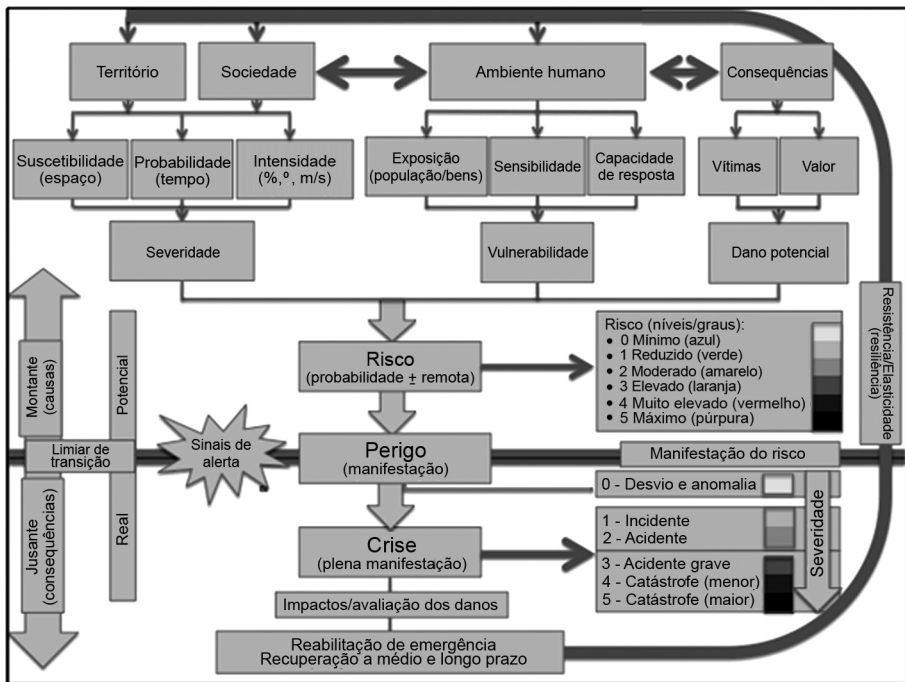 Território
Sociedade
Ambiente humano
Consequências
Suscetibilidade
(espaço)
Probabilidade
(tempo)
Intensidade
(%,º, m/s)
Exposição
(população/bens)
Sensibilidade
Capacidade
de resposta
Vítimas
Valor
Severidade
Vulnerabilidade
Dano potencial
Resistência/Elasticidade
(resiliência)
Montante
(causas)
Potencial
Risco
(probabilidade ± remota)
Risco (níveis/graus):
• 0 Mínimo (azul)
• 1 Reduzido (verde)
• 2 Moderado (amarelo)
• 3 Elevado (laranja)
• 4 Muito elevado (vermelho)
• 5 Máximo (púrpura)
Limiar de
transição
Sinais de
alerta
Perigo
(manifestação)
Manifestação do risco
Jusante
(consequências)
Real
0 - Desvio e anomalia
1 - Incidente
2 - Acidente
3 - Acidente grave
4 - Catástrofe (menor)
5 - Catástrofe (maior)
Severidade
Crise
(plena manifestação)
Impactos/avaliação dos danos
Reabilitação de emergência
Recuperação a médio e longo prazo